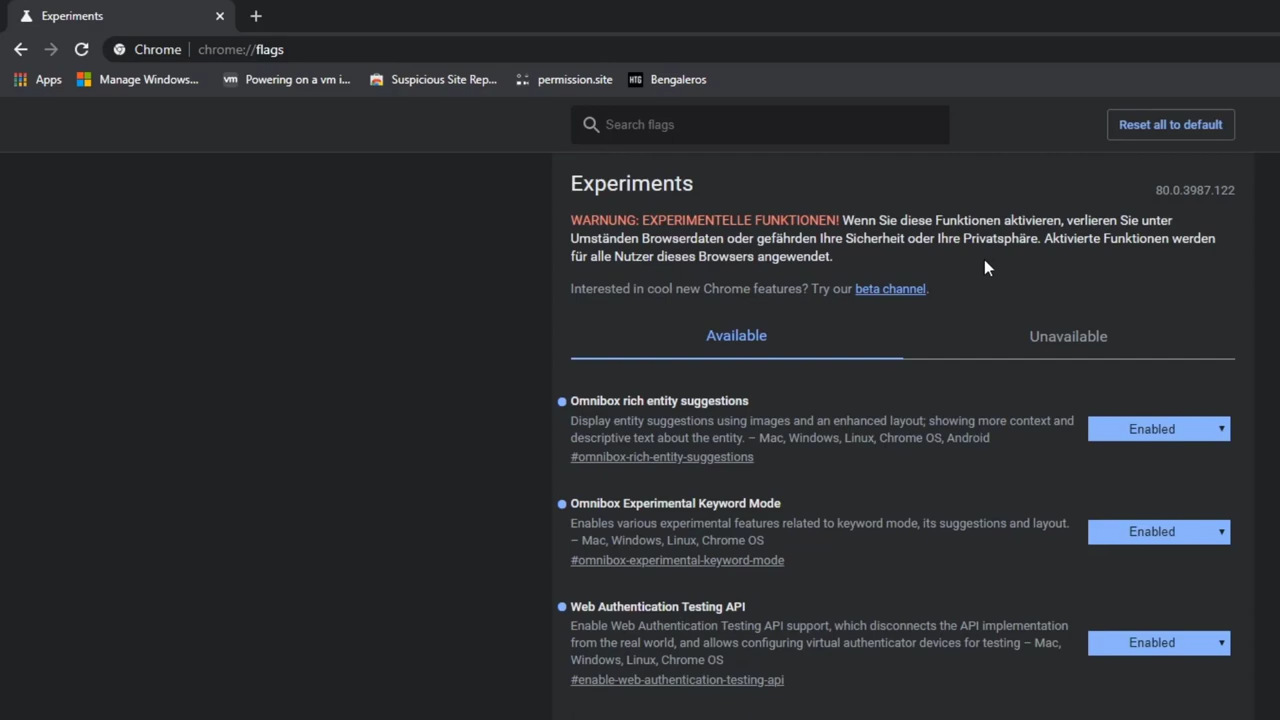 Experiments
Chrome chrome://flags
Apps Manage Windows... vm Powering on a vm i... Suspicious Site Rep... permission.site HTG Bengaleros
Search flags Reset all to default
Experiments 80.0.3987.122
WARNUNG: EXPERIMENTELLE FUNKTIONEN! Wenn Sie diese Funktionen aktivieren, verlieren Sie unter
Umständen Browserdaten oder gefährden Ihre Sicherheit oder Ihre Privatsphäre. Aktivierte Funktionen werden
für alle Nutzer dieses Browsers angewendet.
Interested in cool new Chrome features? Try our beta channel.
Available Unavailable
Omnibox rich entity suggestions
Display entity suggestions using images and an enhanced layout; showing more context and
descriptive text about the entity. – Mac, Windows, Linux, Chrome OS, Android
#omnibox-rich-entity-suggestions
Enabled
Omnibox Experimental Keyword Mode
Enables various experimental features related to keyword mode, its suggestions and layout.
– Mac, Windows, Linux, Chrome OS
#omnibox-experimental-keyword-mode
Enabled
Web Authentication Testing API
Enable Web Authentication Testing API support, which disconnects the API implementation
from the real world, and allows configuring virtual authenticator devices for testing – Mac,
Windows, Linux, Chrome OS
#enable-web-authentication-testing-api
Enabled